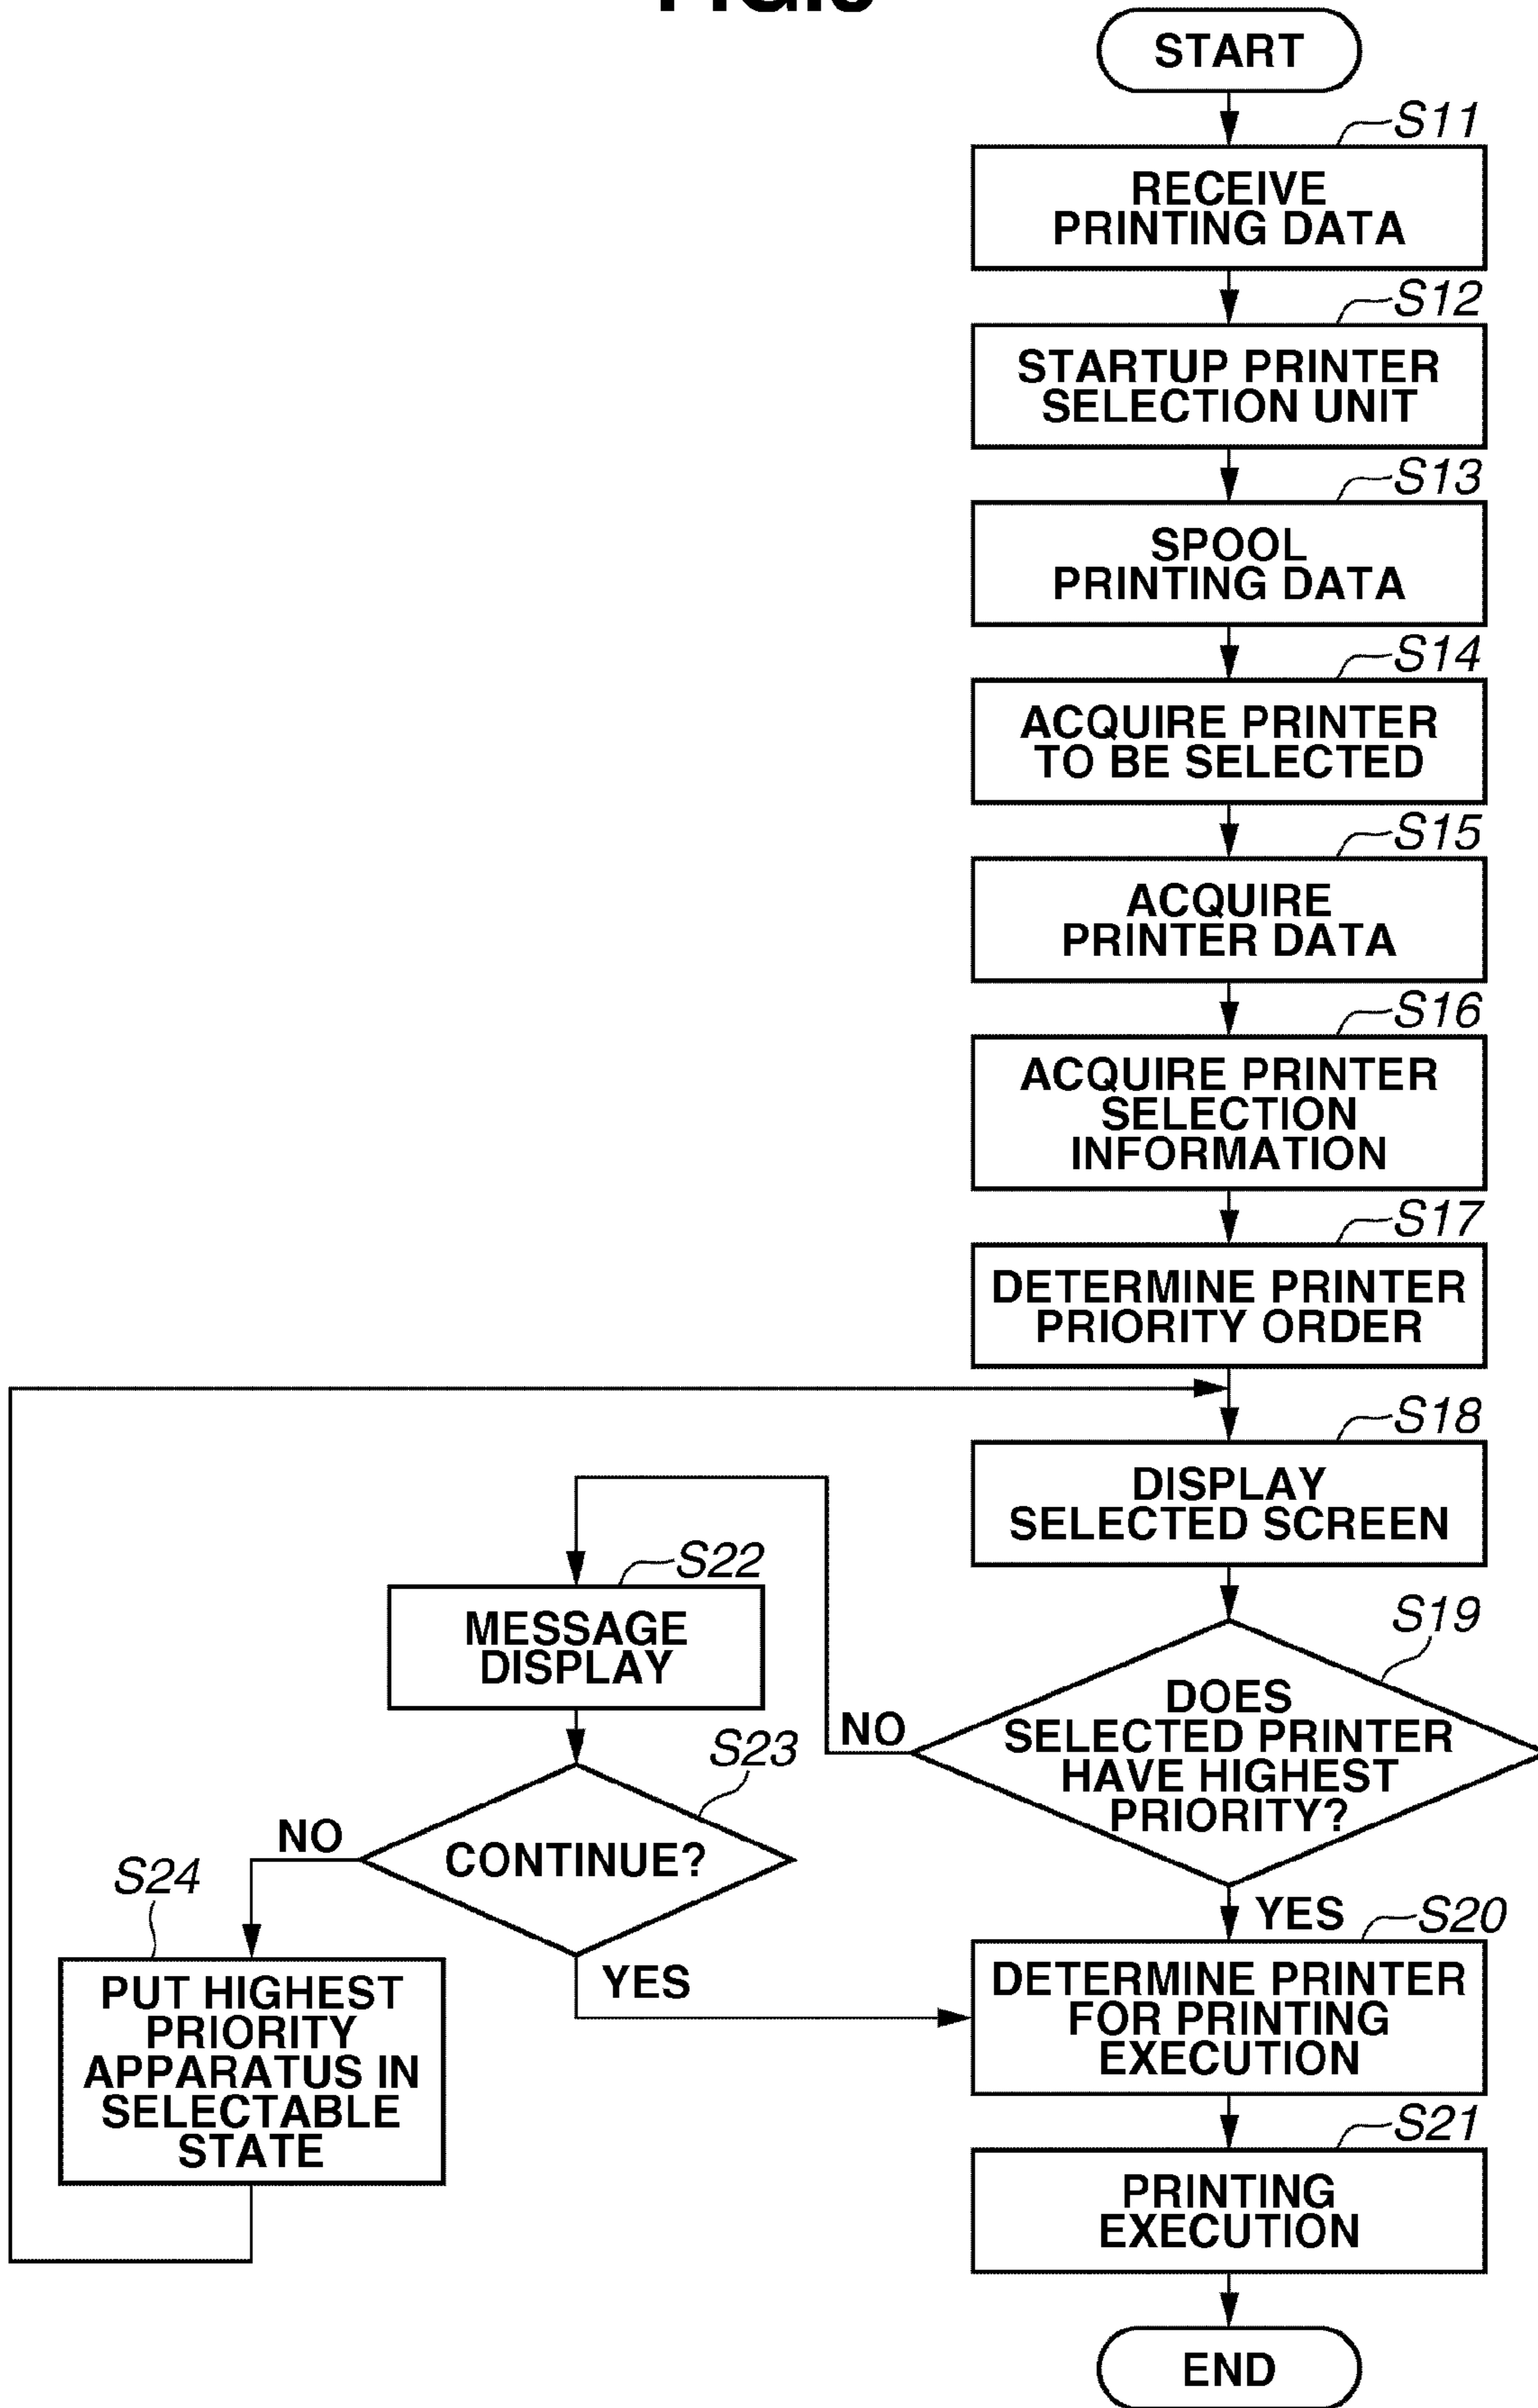 START
S11
RECEIVE
PRINTING DATA
S12
STARTUP PRINTER
SELECTION UNIT
S13
SPOOL
PRINTING DATA
S14
ACQUIRE PRINTER
TO BE SELECTED
S15
ACQUIRE
PRINTER DATA
S16
ACQUIRE PRINTER
SELECTION
INFORMATION
S17
DETERMINE PRINTER
PRIORITY ORDER
S18
DISPLAY
SELECTED SCREEN
S19
DOES
SELECTED PRINTER
HAVE HIGHEST
PRIORITY?
NO
S22
MESSAGE
DISPLAY
S23
CONTINUE?
NO
S24
PUT HIGHEST
PRIORITY
APPARATUS IN
SELECTABLE
STATE
YES
YES
S20
DETERMINE PRINTER
FOR PRINTING
EXECUTION
S21
PRINTING
EXECUTION
END